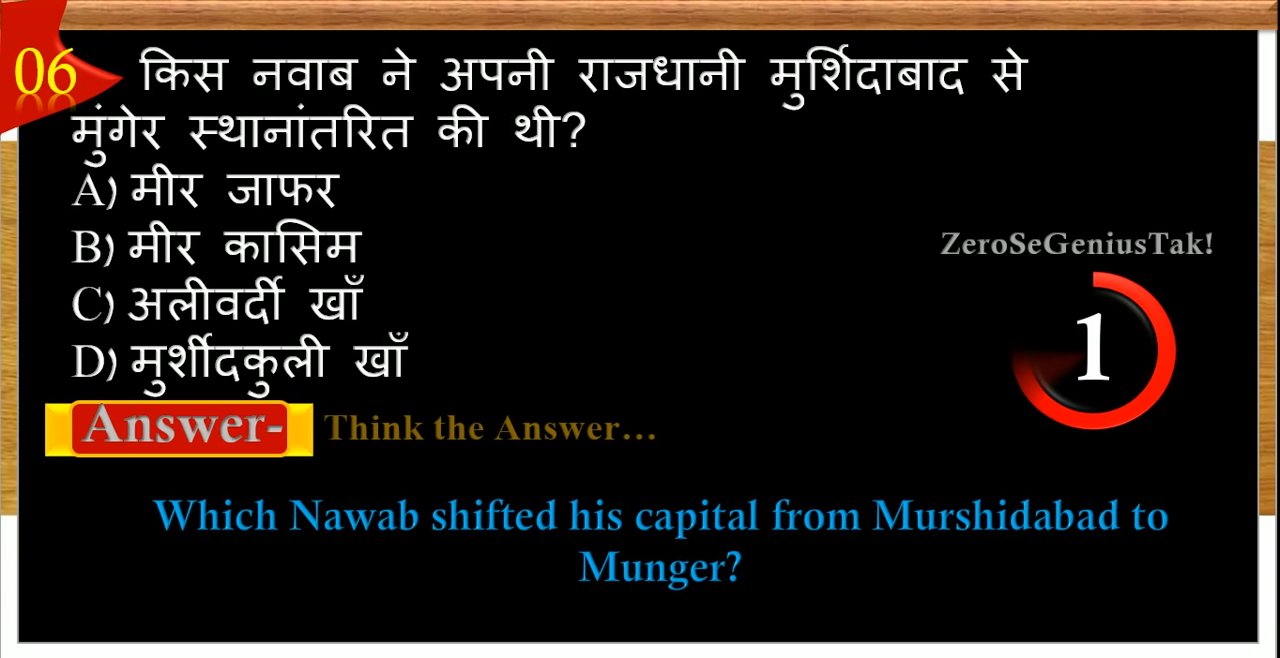 06
किस नवाब ने अपनी राजधानी मुर्शिदाबाद से
मुंगेर स्थानांतरित की थी?
A) मीर जाफर
B) मीर कासिम
C) अलीवर्दी खाँ
D) मुर्शीदकुली खाँ
ZeroSeGeniusTak!
1
Answer- Think the Answer...
Which Nawab shifted his capital from Murshidabad to
Munger?